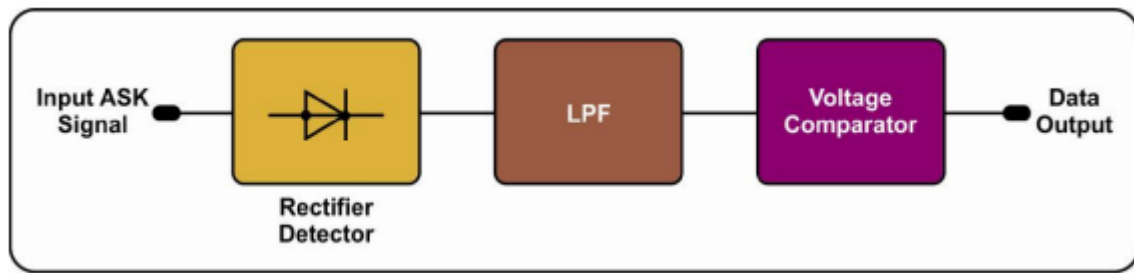 Input ASK
Signal
Rectifier
Detector
LPF
Voltage
Comparator
Data
Output